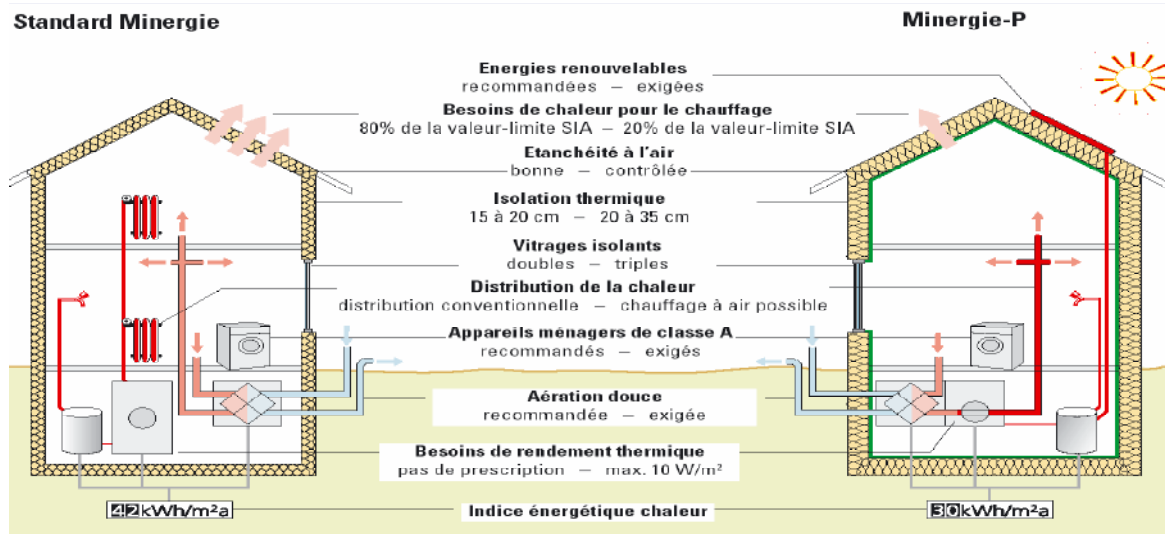 Standard Minergie
Minergie-P
Energies renouvelables
recommandées – exigées
Besoins de chaleur pour le chauffage
80% de la valeur-limite SIA – 20% de la valeur-limite SIA
Etanchéité à l'air
bonne – contrôlée
Isolation thermique
15 à 20 cm – 20 à 35 cm
Vitrages isolants
doubles – triples
Distribution de la chaleur
distribution conventionnelle – chauffage à air possible
Appareils ménagers de classe A
recommandés – exigés
Aération douce
recommandée – exigée
Besoins de rendement thermique
pas de prescription – max. 10 W/m²
42kWh/m²a
Indice énergétique chaleur
30kWh/m²a